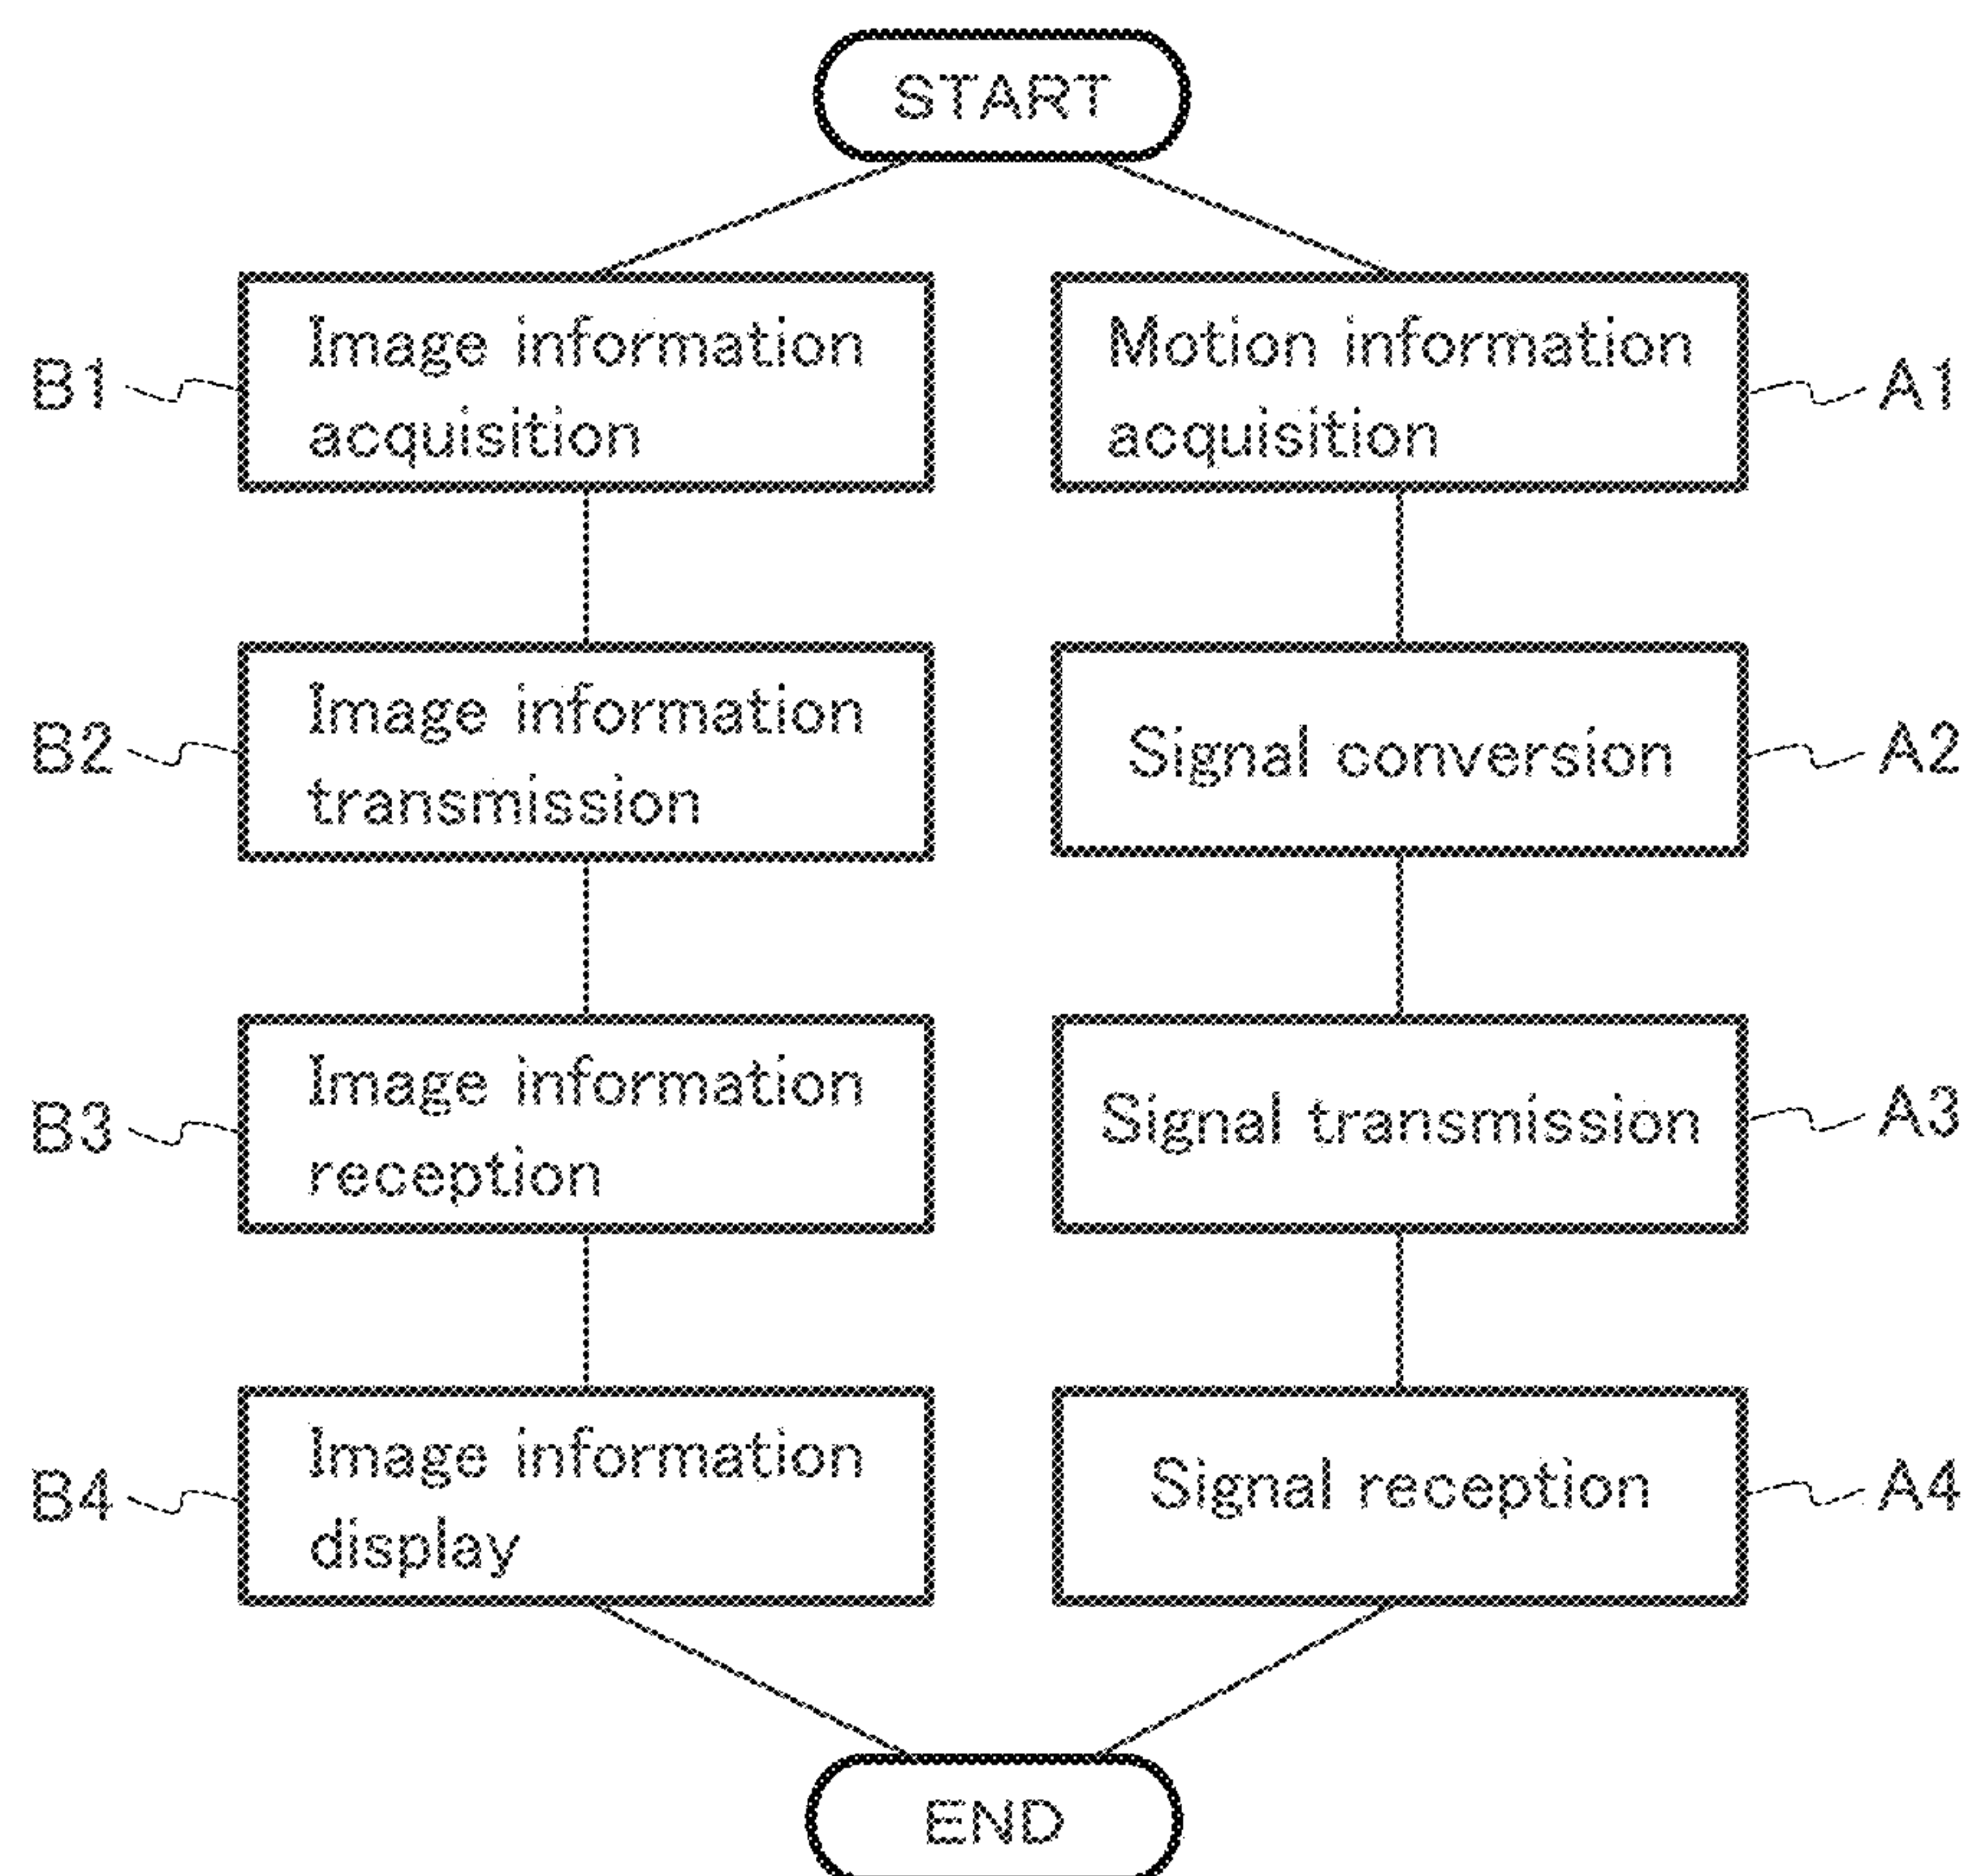 START
B1
Image information
acquisition
Motion information
acquisition
A1
B2
Image information
transmission
Signal conversion
A2
B3
Image information
reception
Signal transmission
A3
B4
Image information
display
Signal reception
A4
END